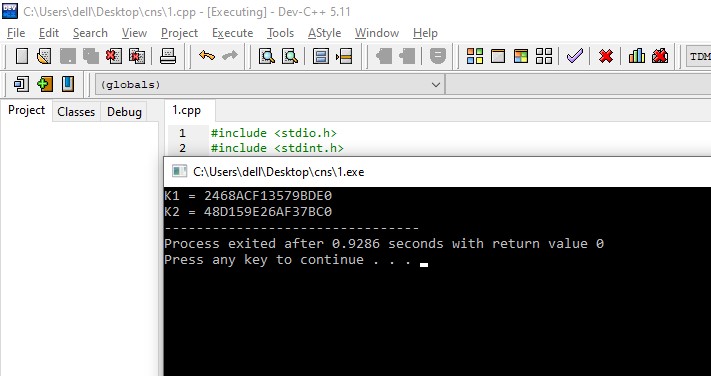 DEV C++ C:\Users\dell\Desktop\cns\1.cpp - [Executing] - Dev-C++ 5.11
File Edit Search View Project Execute Tools AStyle Window Help
TDM
(globals)
Project Classes Debug 1.cpp
1 #include <stdio.h>
2 #include <stdint.h>
C:\Users\dell\Desktop\cns\1.exe
K1 = 2468ACF13579BDE0
K2 = 48D159E26AF37BC0
--------------------------------
Process exited after 0.9286 seconds with return value 0
Press any key to continue . . .